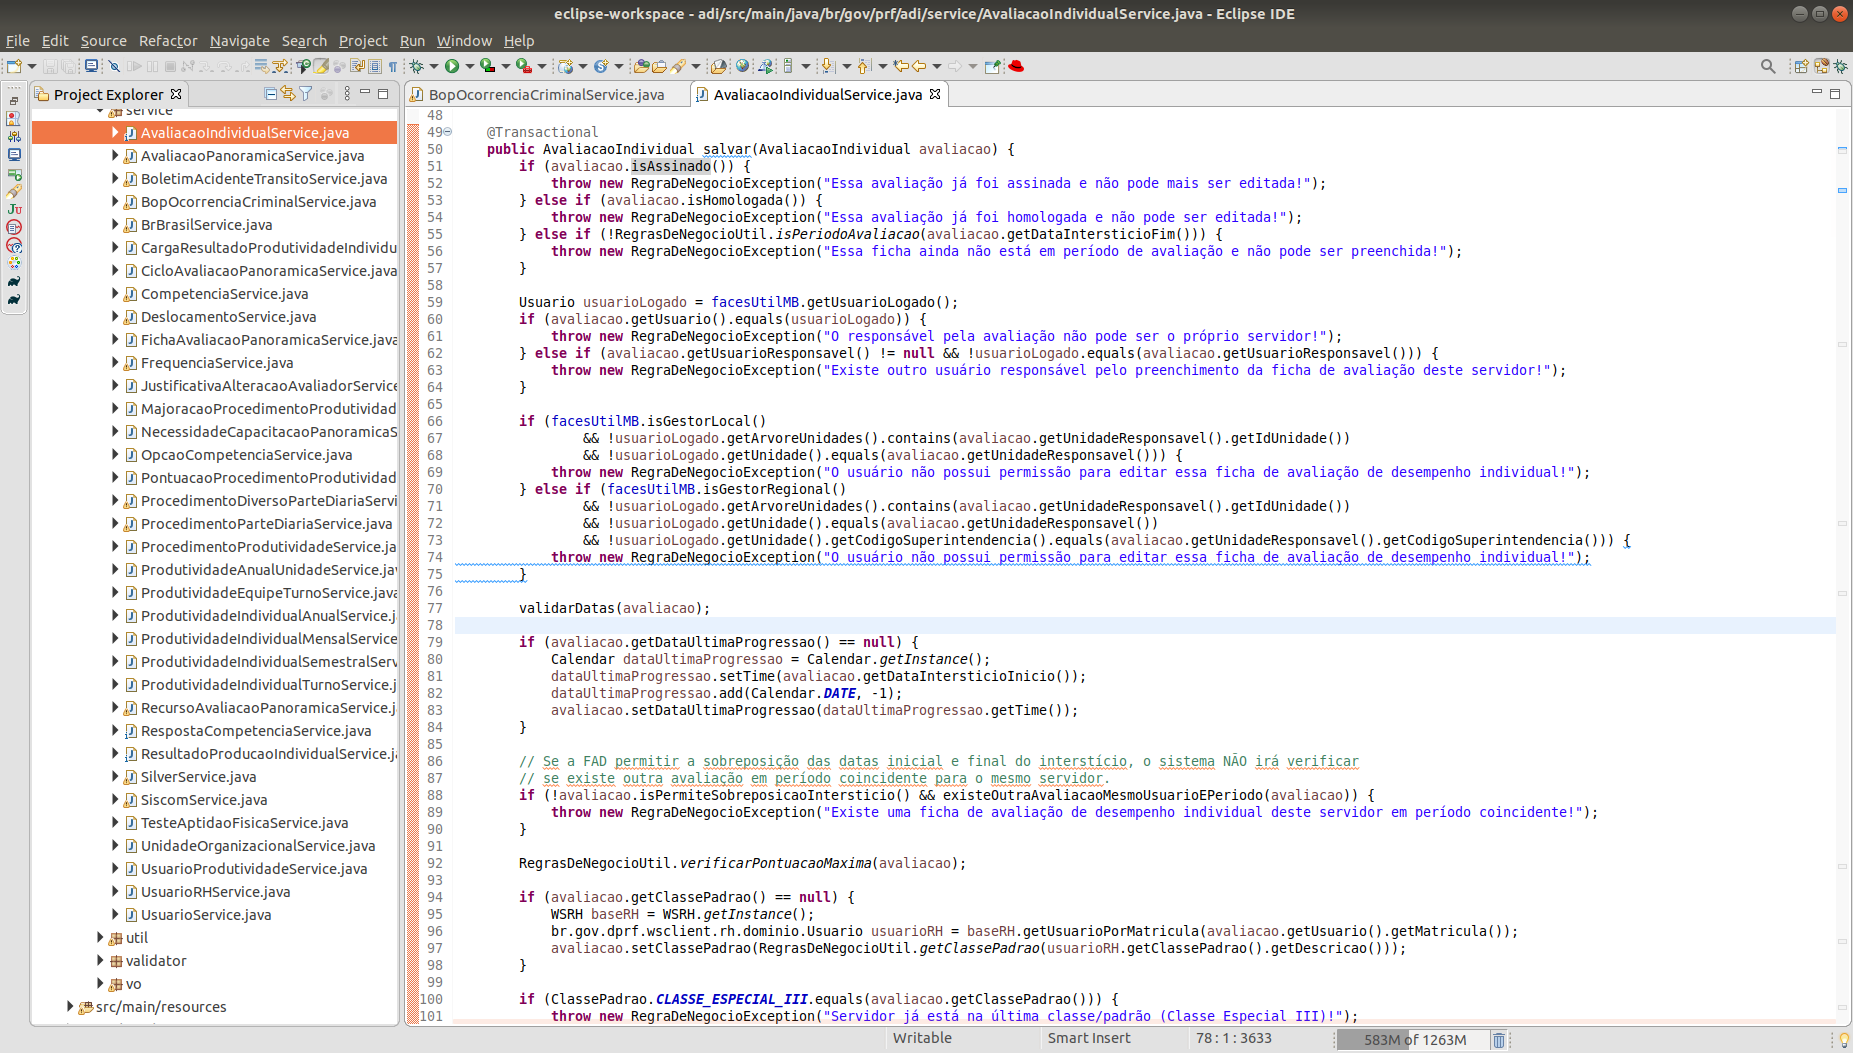 eclipse-workspace - adi/src/main/java/br/gov/prf/adi/service/AvaliacaoIndividualService.java - Eclipse IDE
File Edit Source Refactor Navigate Search Project Run Window Help
Project Explorer
BopOcorrenciaCriminalService.java
AvaliacaoIndividualService.java
service
AvaliacaoIndividualService.java
AvaliacaoPanoramicaService.java
BoletimAcidenteTransitoService.java
BopOcorrenciaCriminalService.java
BrBrasilService.java
CargaResultadoProdutividadeIndividu
CicloAvaliacaoPanoramicaService.java
CompetenciaService.java
DeslocamentoService.java
FichaAvaliacaoPanoramicaService.java
FrequenciaService.java
JustificativaAlteracaoAvaliadorService
MajoracaoProcedimentoProdutividad
NecessidadeCapacitacaoPanoramicaS
OpcaoCompetenciaService.java
PontuacaoProcedimentoProdutividad
ProcedimentoDiversoParteDiariaServi
ProcedimentoParteDiariaService.java
ProcedimentoProdutividadeService.ja
ProdutividadeAnualUnidadeService.jav
ProdutividadeEquipeTurnoService.java
ProdutividadeIndividualAnualService.j
ProdutividadeIndividualMensalService
ProdutividadeIndividualSemestralServ
ProdutividadeIndividualTurnoService.j
RecursoAvaliacaoPanoramicaService.j
RespostaCompetenciaService.java
ResultadoProducaoIndividualService.ja
SilverService.java
SiscomService.java
TesteAptidaoFisicaService.java
UnidadeOrganizacionalService.java
UsuarioProdutividadeService.java
UsuarioRHService.java
UsuarioService.java
util
validator
vo
src/main/resources
48
49 @Transactional
50 public AvaliacaoIndividual salvar(AvaliacaoIndividual avaliacao) {
51 if (avaliacao.isAssinado()) {
52 throw new RegraDeNegocioException("Essa avaliação já foi assinada e não pode mais ser editada!");
53 } else if (avaliacao.isHomologada()) {
54 throw new RegraDeNegocioException("Essa avaliação já foi homologada e não pode ser editada!");
55 } else if (!RegrasDeNegocioUtil.isPeriodoAvaliacao(avaliacao.getDataIntersticioFim())) {
56 throw new RegraDeNegocioException("Essa ficha ainda não está em período de avaliação e não pode ser preenchida!");
57 }
58
59 Usuario usuarioLogado = facesUtilMB.getUsuarioLogado();
60 if (avaliacao.getUsuario().equals(usuarioLogado)) {
61 throw new RegraDeNegocioException("O responsável pela avaliação não pode ser o próprio servidor!");
62 } else if (avaliacao.getUsuarioResponsavel() != null && !usuarioLogado.equals(avaliacao.getUsuarioResponsavel())) {
63 throw new RegraDeNegocioException("Existe outro usuário responsável pelo preenchimento da ficha de avaliação deste servidor!");
64 }
65
66 if (facesUtilMB.isGestorLocal()
67 && !usuarioLogado.getArvoreUnidades().contains(avaliacao.getUnidadeResponsavel().getIdUnidade())
68 && !usuarioLogado.getUnidade().equals(avaliacao.getUnidadeResponsavel())) {
69 throw new RegraDeNegocioException("O usuário não possui permissão para editar essa ficha de avaliação de desempenho individual!");
70 } else if (facesUtilMB.isGestorRegional()
71 && !usuarioLogado.getArvoreUnidades().contains(avaliacao.getUnidadeResponsavel().getIdUnidade())
72 && !usuarioLogado.getUnidade().equals(avaliacao.getUnidadeResponsavel())
73 && !usuarioLogado.getUnidade().getCodigoSuperintendencia().equals(avaliacao.getUnidadeResponsavel().getCodigoSuperintendencia())) {
74 throw new RegraDeNegocioException("O usuário não possui permissão para editar essa ficha de avaliação de desempenho individual!");
75 }
76
77 validarDatas(avaliacao);
78
79 if (avaliacao.getDataUltimaProgressao() == null) {
80 Calendar dataUltimaProgressao = Calendar.getInstance();
81 dataUltimaProgressao.setTime(avaliacao.getDataIntersticioInicio());
82 dataUltimaProgressao.add(Calendar.DATE, -1);
83 avaliacao.setDataUltimaProgressao(dataUltimaProgressao.getTime());
84 }
85
86 // Se a FAD permitir a sobreposição das datas inicial e final do interstício, o sistema NÃO irá verificar
87 // se existe outra avaliação em período coincidente para o mesmo servidor.
88 if (!avaliacao.isPermiteSobreposicaoIntersticio() && existeOutraAvaliacaoMesmoUsuarioEPeriodo(avaliacao)) {
89 throw new RegraDeNegocioException("Existe uma ficha de avaliação de desempenho individual deste servidor em período coincidente!");
90 }
91
92 RegrasDeNegocioUtil.verificarPontuacaoMaxima(avaliacao);
93
94 if (avaliacao.getClassePadrao() == null) {
95 WSRH baseRH = WSRH.getInstance();
96 br.gov.dprf.wsclient.rh.dominio.Usuario usuarioRH = baseRH.getUsuarioPorMatricula(avaliacao.getUsuario().getMatricula());
97 avaliacao.setClassePadrao(RegrasDeNegocioUtil.getClassePadrao(usuarioRH.getClassePadrao().getDescricao()));
98 }
99
100 if (ClassePadrao.CLASSE_ESPECIAL_III.equals(avaliacao.getClassePadrao())) {
101 throw new RegraDeNegocioException("Servidor já está na última classe/padrão (Classe Especial III)!");
Writable Smart Insert 78 : 1 : 3633 583M of 1263M